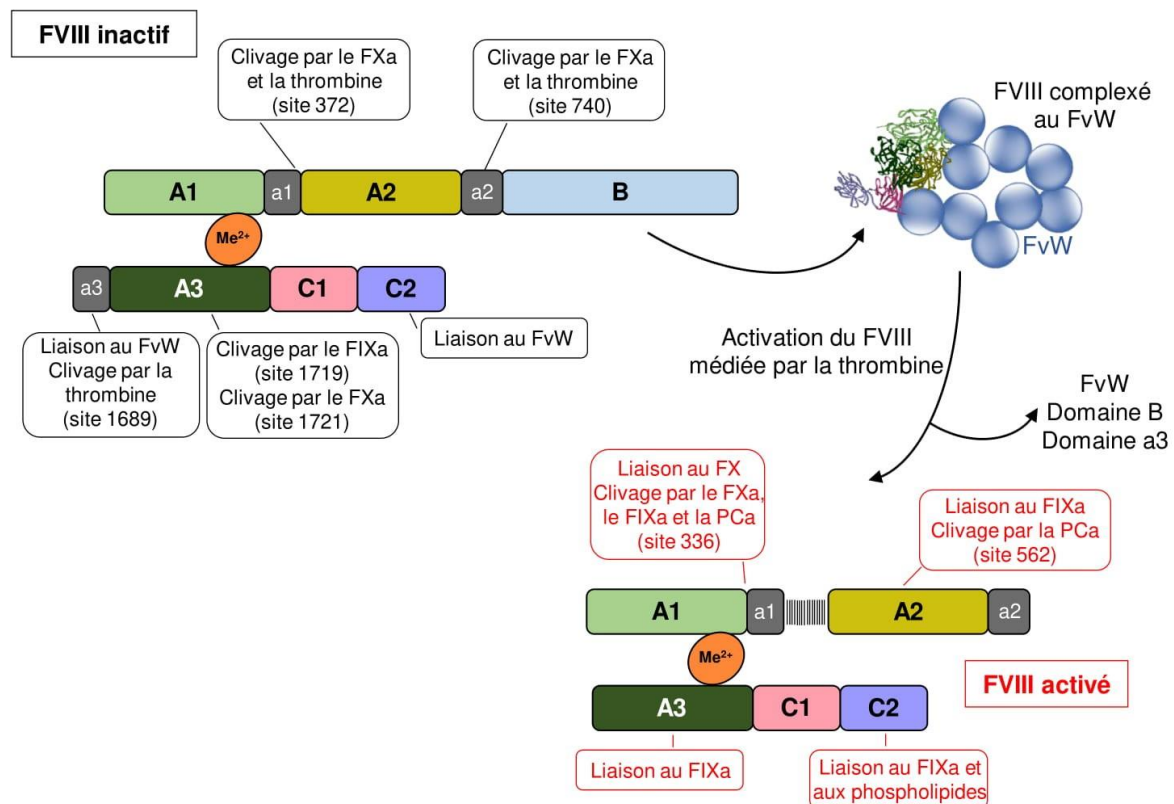 FVIII inactif
Clivage par le FXa
et la thrombine
(site 372)
Clivage par le FXa
et la thrombine
(site 740)
FVIII complexé
au FvW
A1
a1
A2
a2
B
Me²⁺
FvW
a3
A3
C1
C2
Liaison au FvW
Clivage par la
thrombine
(site 1689)
Clivage par le FIXa
(site 1719)
Clivage par le FXa
(site 1721)
Liaison au FvW
Activation du FVIII
médiée par la thrombine
FvW
Domaine B
Domaine a3
Liaison au FX
Clivage par le FXa,
le FIXa et la PCa
(site 336)
Liaison au FIXa
Clivage par la PCa
(site 562)
A1
a1
A2
a2
Me²⁺
FVIII activé
A3
C1
C2
Liaison au FIXa
Liaison au FIXa et
aux phospholipides